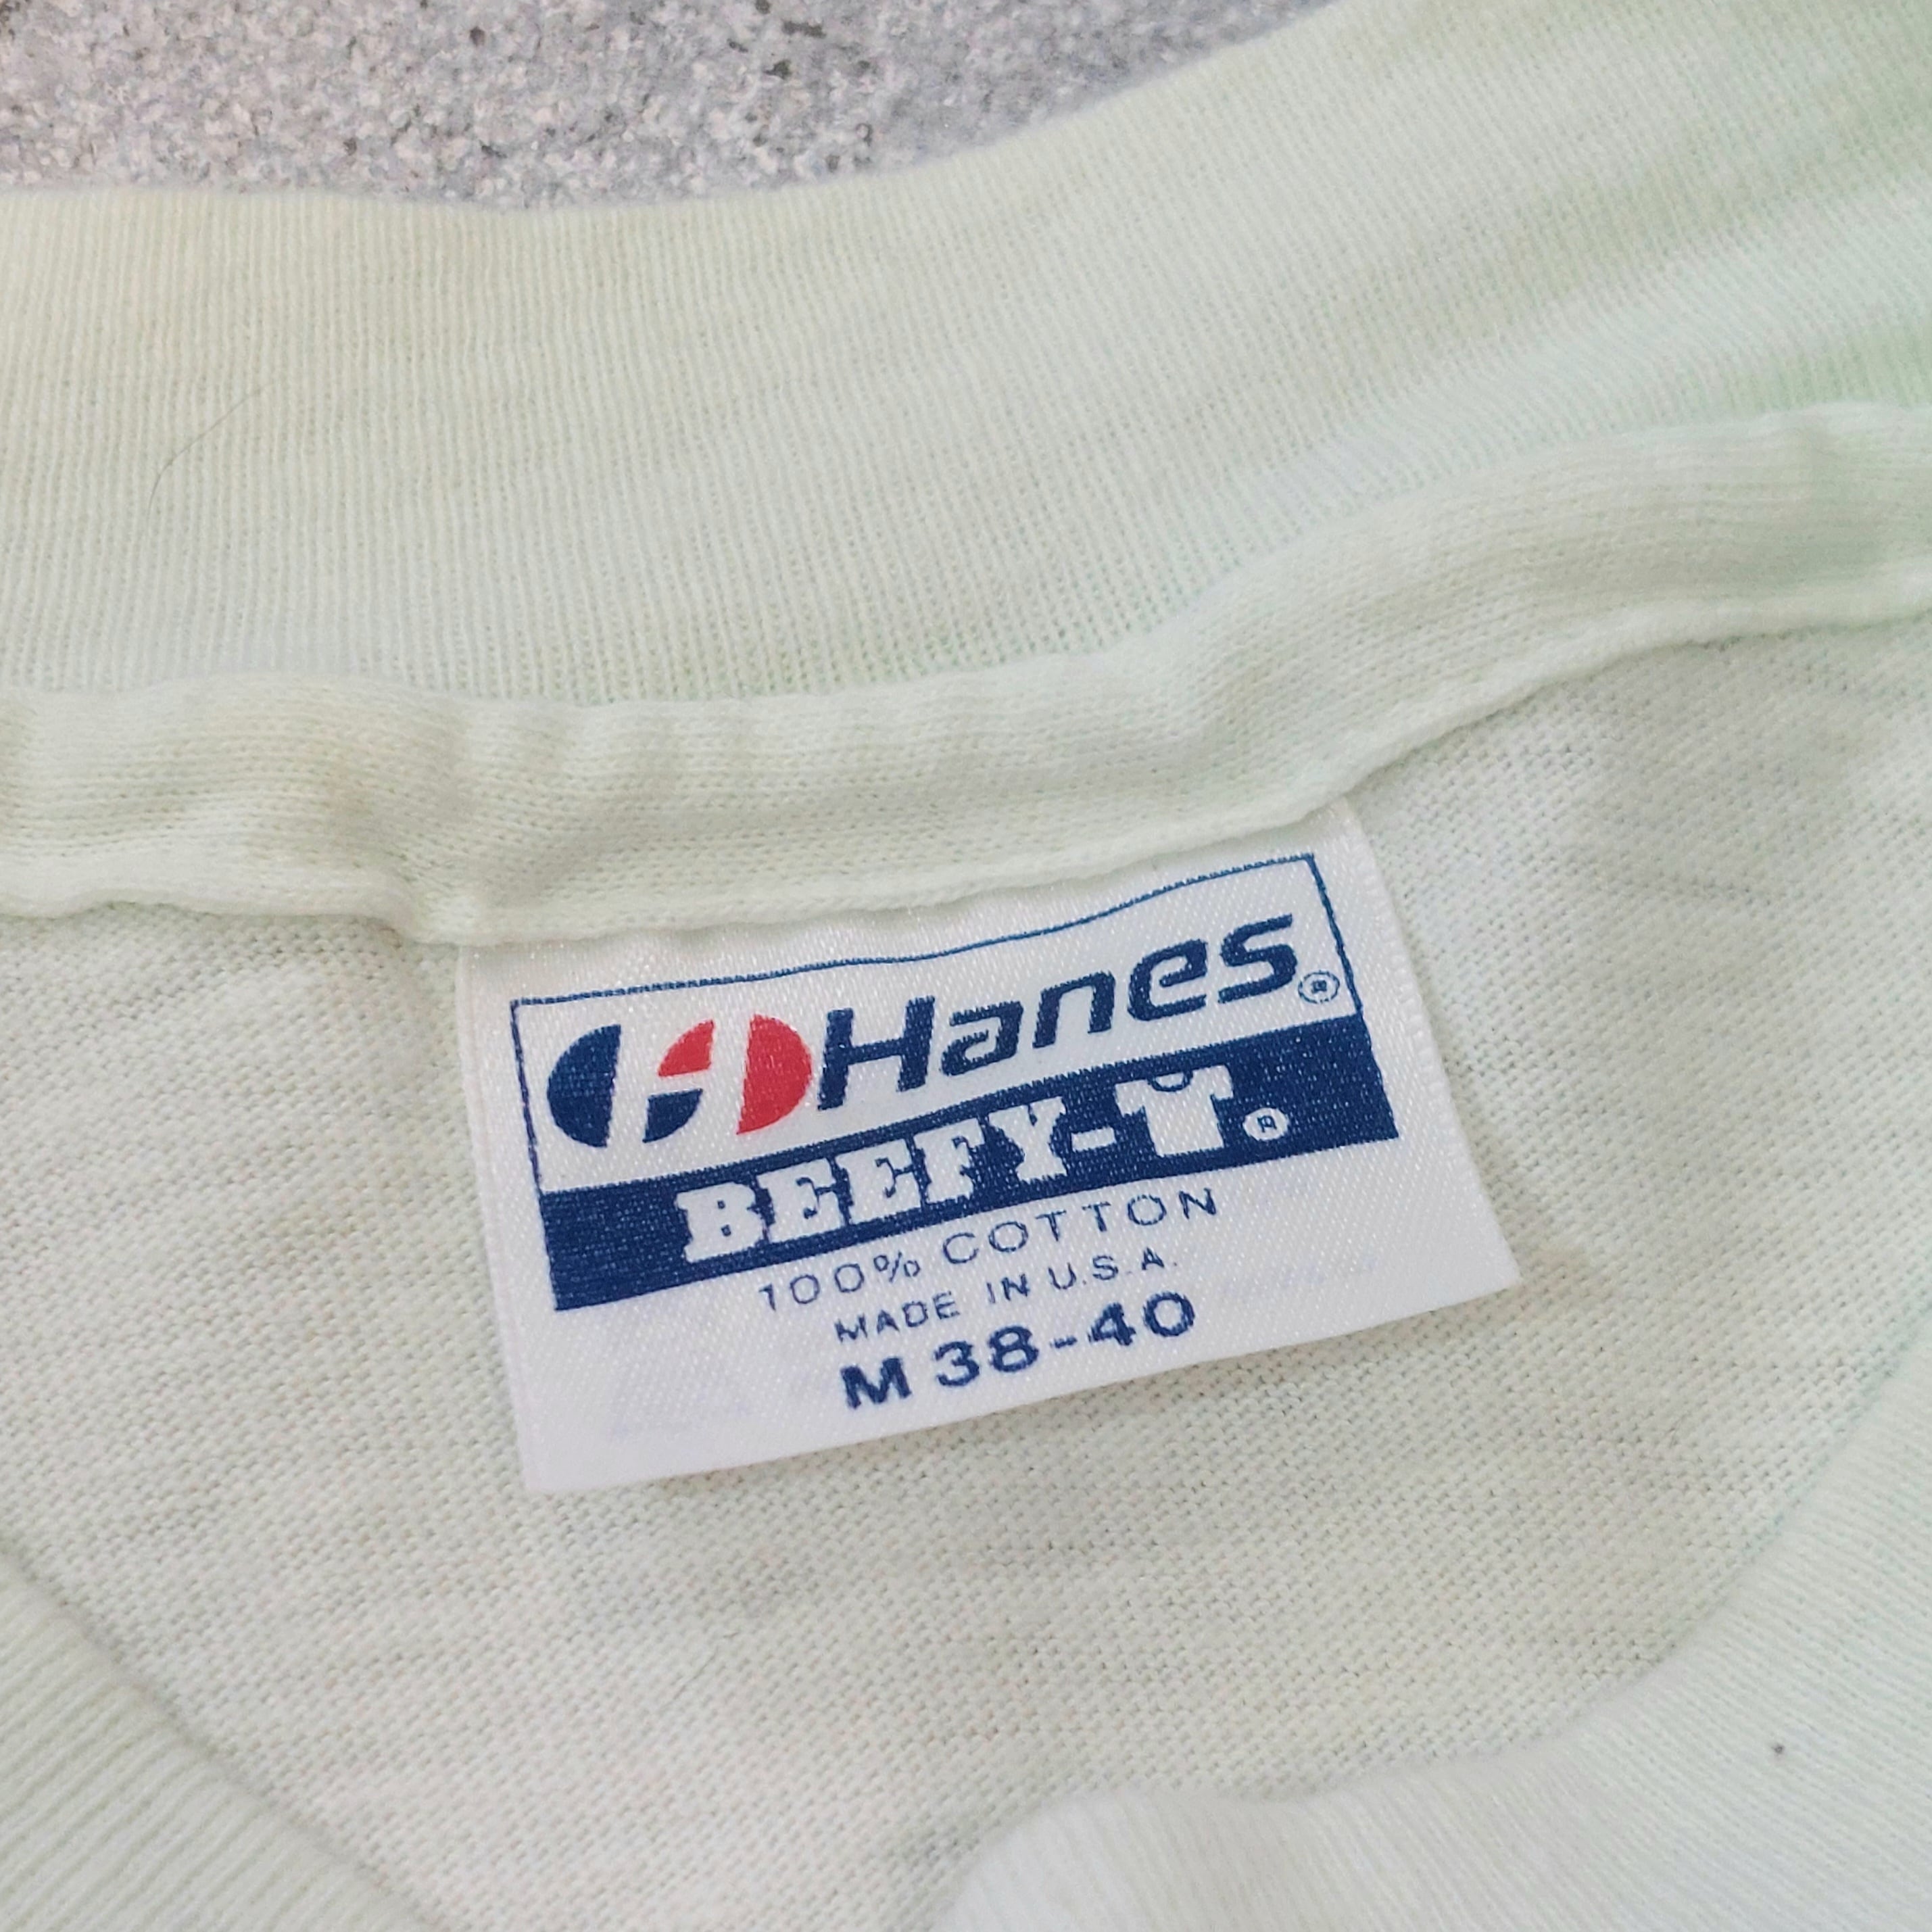 Hanes®
BEEFY-T®
100% COTTON
MADE IN U.S.A.
M 38-40